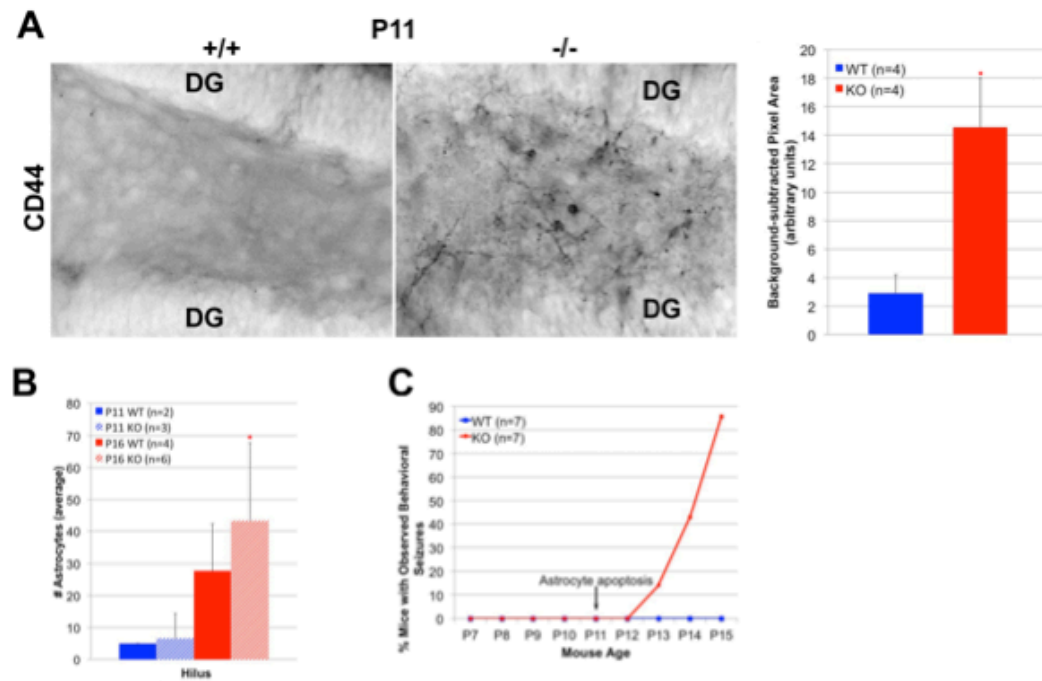 A
P11
+/+
-/-
DG
DG
DG
DG
CD44
Background-subtracted Pixel Area
(arbitrary units)
20
18
16
14
12
10
8
6
4
2
0
WT (n=4)
KO (n=4)
B
# Astrocytes (average)
80
70
60
50
40
30
20
10
0
P11 WT (n=2)
P11 KO (n=3)
P16 WT (n=4)
P16 KO (n=6)
Hilus
C
% Mice with Observed Behavioral
Seizures
90
80
70
60
50
40
30
20
10
0
WT (n=7)
KO (n=7)
Astrocyte apoptosis
P7 P8 P9 P10 P11 P12 P13 P14 P15
Mouse Age